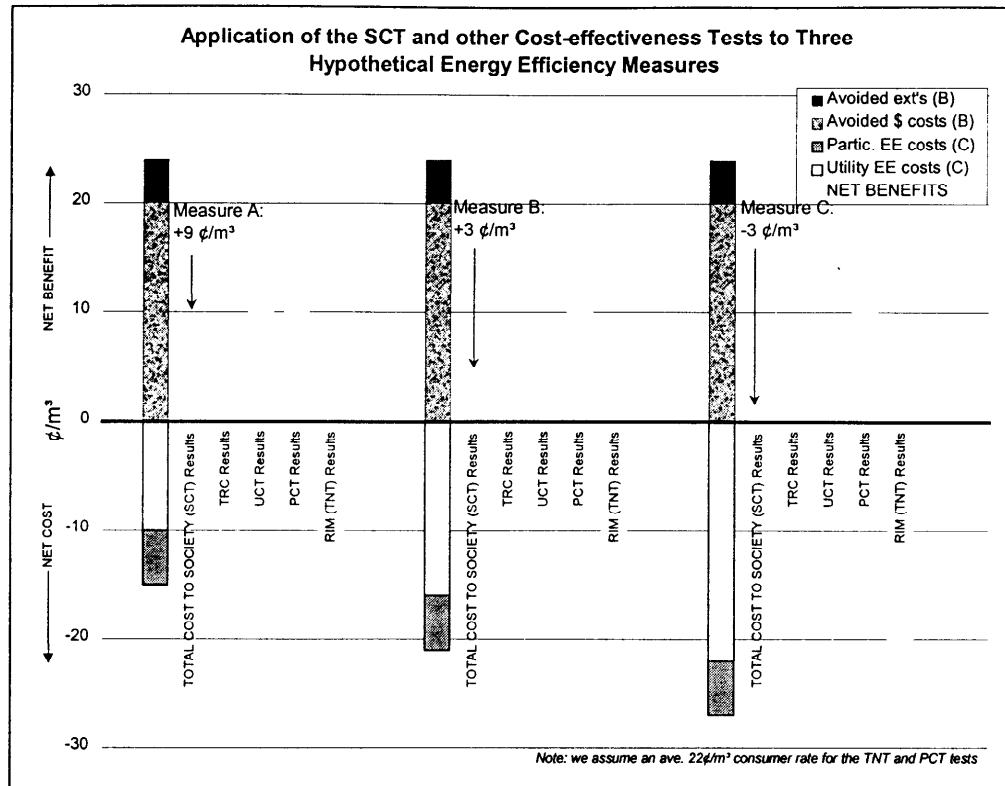 Application of the SCT and other Cost-effectiveness Tests to Three
Hypothetical Energy Efficiency Measures
30
20
10
0
-10
-20
-30
NET BENEFIT
¢/m³
NET COST
Avoided ext's (B)
Avoided $ costs (B)
Partic. EE costs (C)
Utility EE costs (C)
NET BENEFITS
Measure A:
+9 ¢/m³
Measure B:
+3 ¢/m³
Measure C:
-3 ¢/m³
TOTAL COST TO SOCIETY (SCT) Results
TRC Results
UCT Results
PCT Results
RIM (TNT) Results
TOTAL COST TO SOCIETY (SCT) Results
TRC Results
UCT Results
PCT Results
RIM (TNT) Results
TOTAL COST TO SOCIETY (SCT) Results
TRC Results
UCT Results
PCT Results
RIM (TNT) Results
Note: we assume an ave. 22¢/m³ consumer rate for the TNT and PCT tests